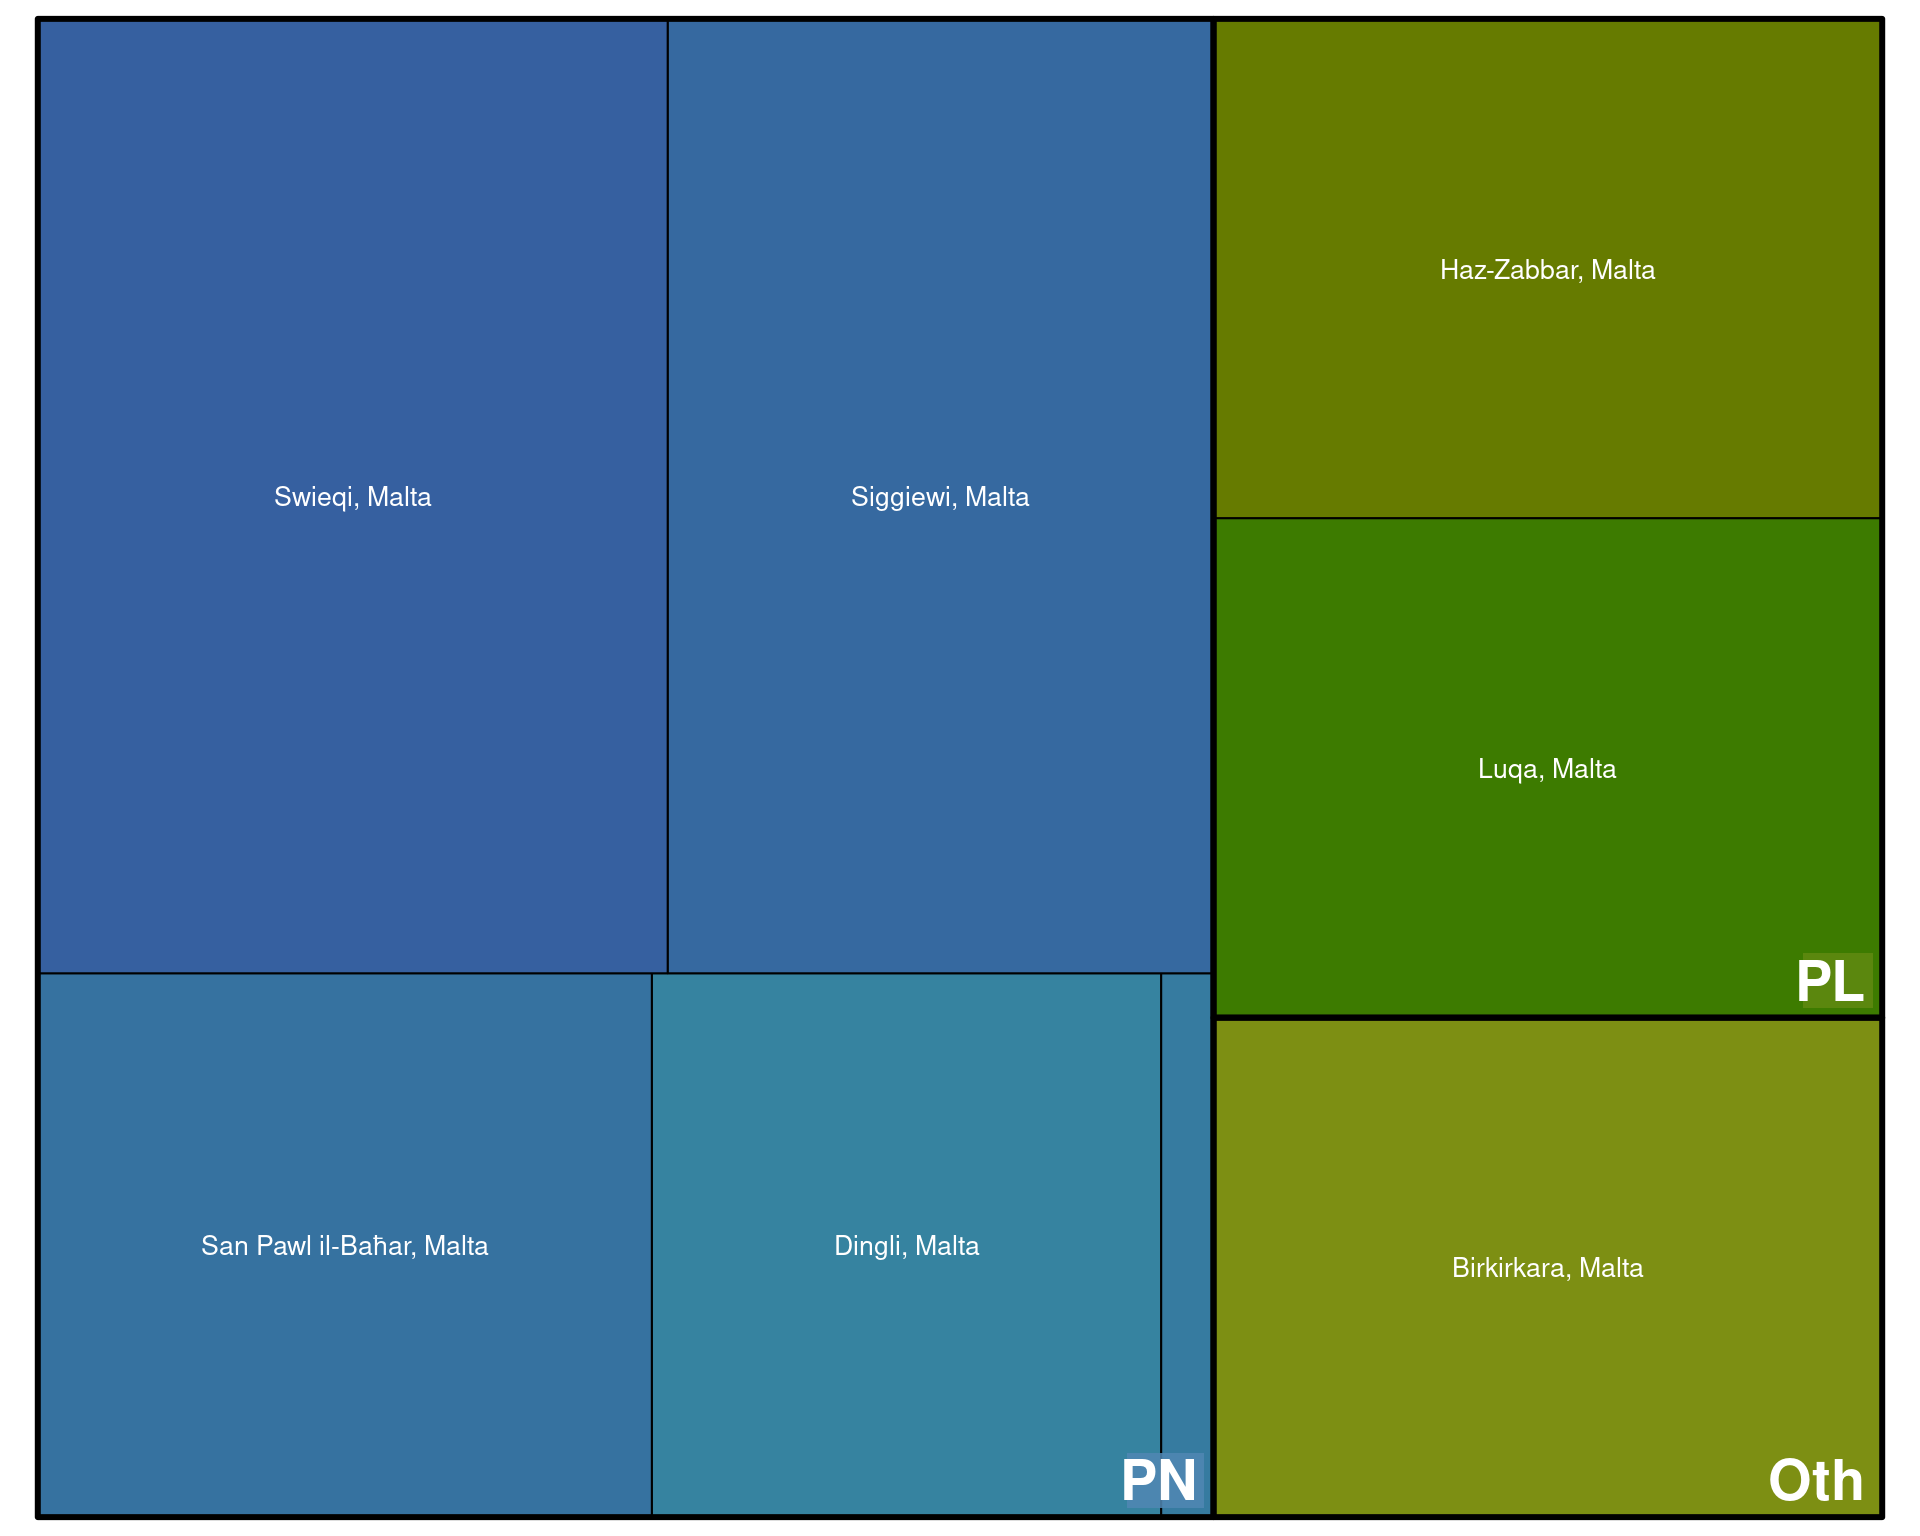 Swieqi, Malta
Siggiewi, Malta
Haz-Zabbar, Malta
Luqa, Malta
PL
San Pawl il-Baħar, Malta
Dingli, Malta
PN
Birkirkara, Malta
Oth